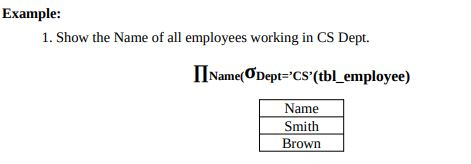 Example:
1. Show the Name of all employees working in CS Dept.
∏Name(σDept=’CS’(tbl_employee)
Name
Smith
Brown